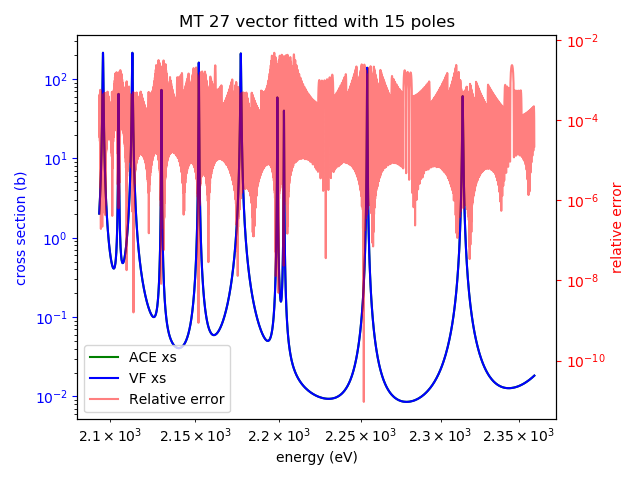 MT 27 vector fitted with 15 poles
cross section (b)
10² 
10¹
10⁰
10⁻¹
10⁻²
10⁻²
10⁻⁴
10⁻⁶
10⁻⁸
10⁻¹⁰
relative error
ACE xs
VF xs
Relative error
2.1 × 10³ 2.15 × 10³ 2.2 × 10³ 2.25 × 10³ 2.3 × 10³ 2.35 × 10³
energy (eV)